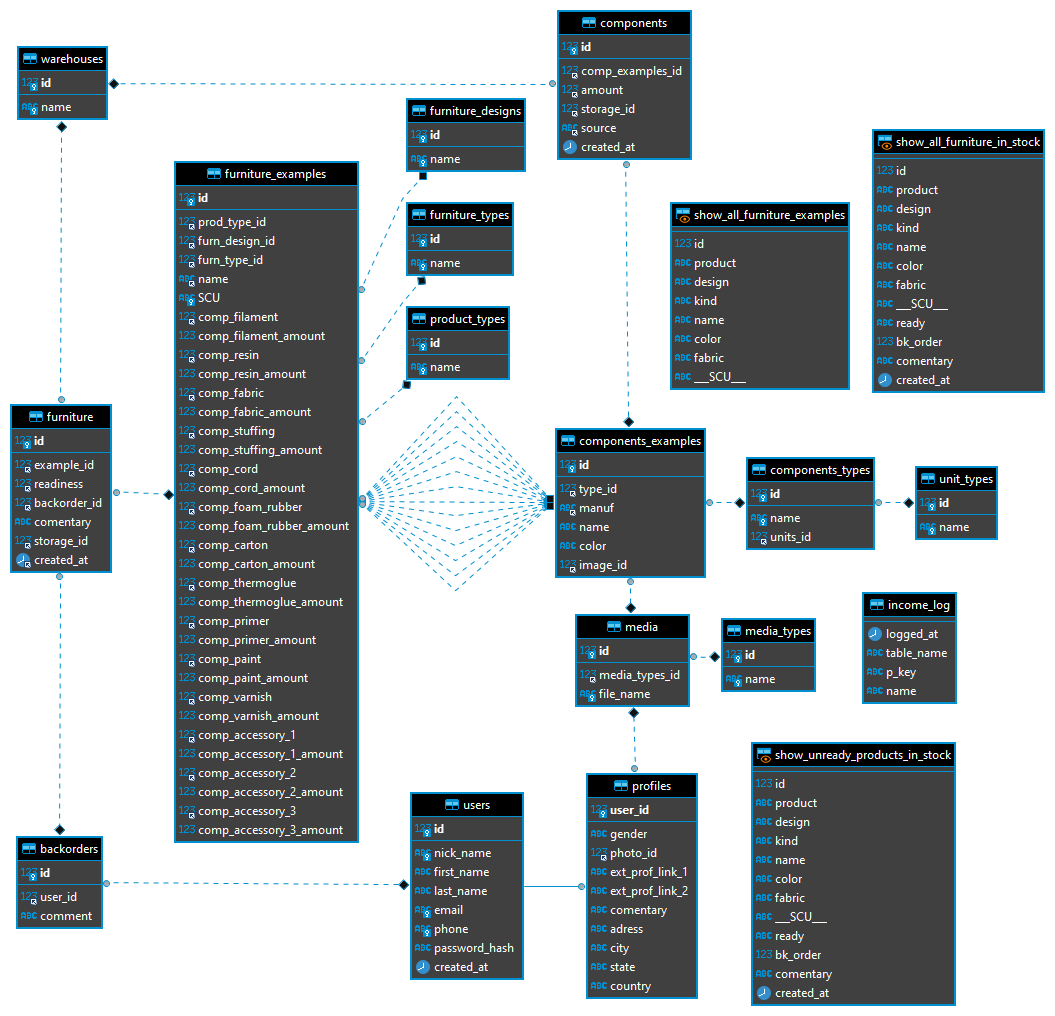 warehouses
123 id
ABC name
components
123 id
123 comp_examples_id
123 amount
123 storage_id
ABC source
created_at
furniture_designs
123 id
ABC name
furniture_types
123 id
ABC name
product_types
123 id
ABC name
furniture_examples
123 id
123 prod_type_id
123 furn_design_id
123 furn_type_id
ABC name
ABC SCU
123 comp_filament
123 comp_filament_amount
123 comp_resin
123 comp_resin_amount
123 comp_fabric
123 comp_fabric_amount
123 comp_stuffing
123 comp_stuffing_amount
123 comp_cord
123 comp_cord_amount
123 comp_foam_rubber
123 comp_foam_rubber_amount
123 comp_carton
123 comp_carton_amount
123 comp_thermoglue
123 comp_thermoglue_amount
123 comp_primer
123 comp_primer_amount
123 comp_paint
123 comp_paint_amount
123 comp_varnish
123 comp_varnish_amount
123 comp_accessory_1
123 comp_accessory_1_amount
123 comp_accessory_2
123 comp_accessory_2_amount
123 comp_accessory_3
123 comp_accessory_3_amount
show_all_furniture_examples
123 id
ABC product
ABC design
ABC kind
ABC name
ABC color
ABC fabric
ABC ___SCU___
show_all_furniture_in_stock
123 id
ABC product
ABC design
ABC kind
ABC name
ABC color
ABC fabric
ABC ___SCU___
ABC ready
123 bk_order
ABC comentary
created_at
furniture
123 id
123 example_id
123 readiness
123 backorder_id
ABC comentary
123 storage_id
created_at
components_examples
123 id
123 type_id
ABC manuf
ABC name
ABC color
123 image_id
components_types
123 id
ABC name
123 units_id
unit_types
123 id
ABC name
media
123 id
123 media_types_id
ABC file_name
media_types
123 id
ABC name
income_log
logged_at
ABC table_name
ABC p_key
ABC name
backorders
123 id
123 user_id
ABC comment
users
123 id
ABC nick_name
ABC first_name
ABC last_name
ABC email
ABC phone
ABC password_hash
created_at
profiles
123 user_id
ABC gender
123 photo_id
ABC ext_prof_link_1
ABC ext_prof_link_2
ABC comentary
ABC adress
ABC city
ABC state
ABC country
show_unready_products_in_stock
123 id
ABC product
ABC design
ABC kind
ABC name
ABC color
ABC fabric
ABC ___SCU___
ABC ready
123 bk_order
ABC comentary
created_at